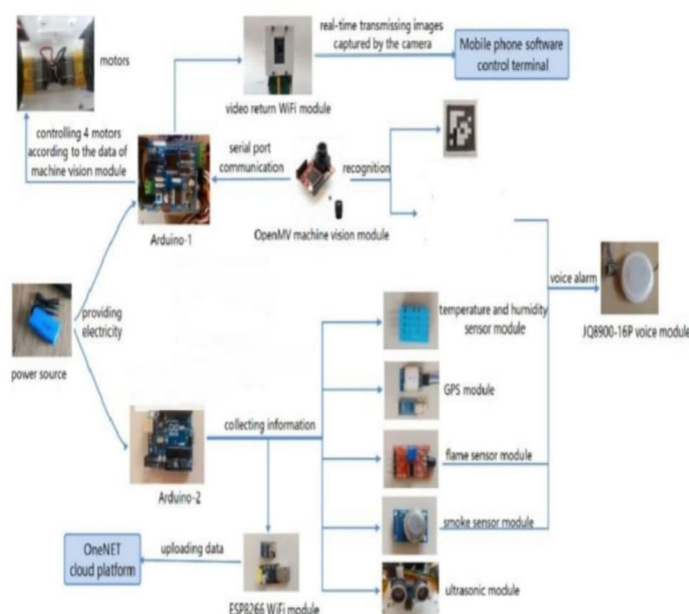 motors
real-time transmissing images
captured by the camera
Mobile phone software
control terminal
video return WiFi module
controlling 4 motors
according to the data of
machine vision module
serial port
communication
recognition
Arduino-1
OpenMV machine vision module
voice alarm
JQ8900-16P voice module
providing
electricity
power source
temperature and humidity
sensor module
GPS module
collecting information
flame sensor module
Arduino-2
smoke sensor module
OneNET
cloud platform
uploading data
ESP8266 WiFi module
ultrasonic module